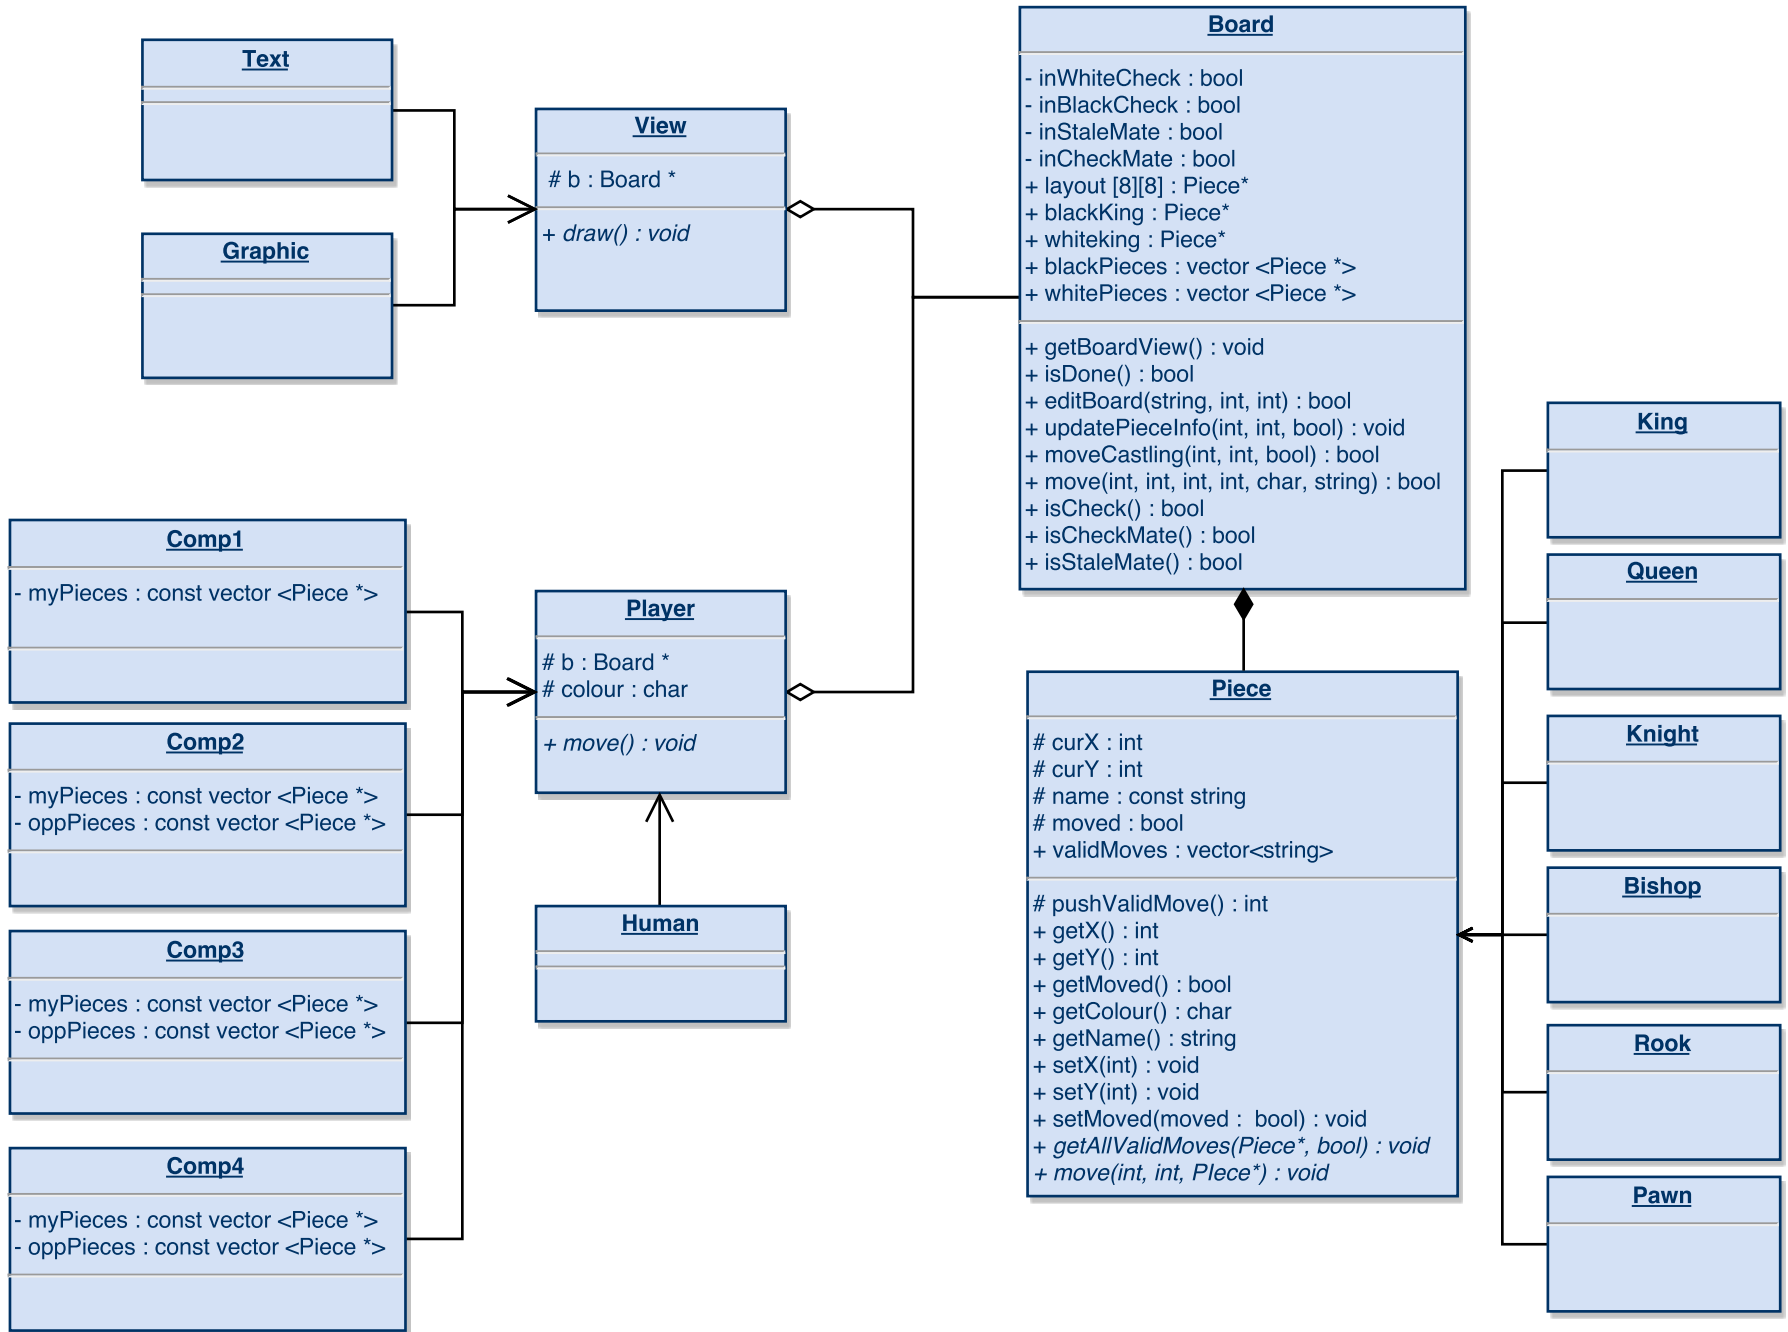 Text
Graphic
View
# b : Board *
+ draw() : void
Board
- inWhiteCheck : bool
- inBlackCheck : bool
- inStaleMate : bool
- inCheckMate : bool
+ layout [8][8] : Piece*
+ blackKing : Piece*
+ whiteking : Piece*
+ blackPieces : vector <Piece *>
+ whitePieces : vector <Piece *>
+ getBoardView() : void
+ isDone() : bool
+ editBoard(string, int, int) : bool
+ updatePieceInfo(int, int, bool) : void
+ moveCastling(int, int, bool) : bool
+ move(int, int, int, int, char, string) : bool
+ isCheck() : bool
+ isCheckMate() : bool
+ isStaleMate() : bool
Comp1
- myPieces : const vector <Piece *>
Comp2
- myPieces : const vector <Piece *>
- oppPieces : const vector <Piece *>
Comp3
- myPieces : const vector <Piece *>
- oppPieces : const vector <Piece *>
Comp4
- myPieces : const vector <Piece *>
- oppPieces : const vector <Piece *>
Player
# b : Board *
# colour : char
+ move() : void
Human
Piece
# curX : int
# curY : int
# name : const string
# moved : bool
+ validMoves : vector<string>
# pushValidMove() : int
+ getX() : int
+ getY() : int
+ getMoved() : bool
+ getColour() : char
+ getName() : string
+ setX(int) : void
+ setY(int) : void
+ setMoved(moved :  bool) : void
+ getAllValidMoves(Piece*, bool) : void
+ move(int, int, PIece*) : void
King
Queen
Knight
Bishop
Rook
Pawn